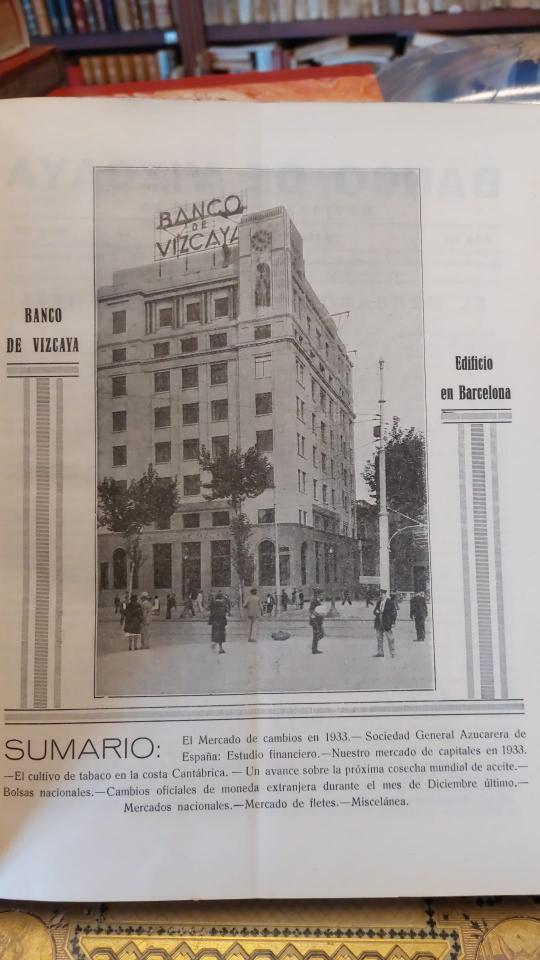 BANCO
DE
VIZCAYA
BANCO
DE VIZCAYA
Edificio
en Barcelona
SUMARIO: El Mercado de cambios en 1933.—Sociedad General Azucarera de
España: Estudio financiero.—Nuestro mercado de capitales en 1933.
—El cultivo de tabaco en la costa Cantábrica. — Un avance sobre la próxima cosecha mundial de aceite.—
Bolsas nacionales.—Cambios oficiales de moneda extranjera durante el mes de Diciembre último.—
Mercados nacionales.—Mercado de fletes.—Miscelánea.